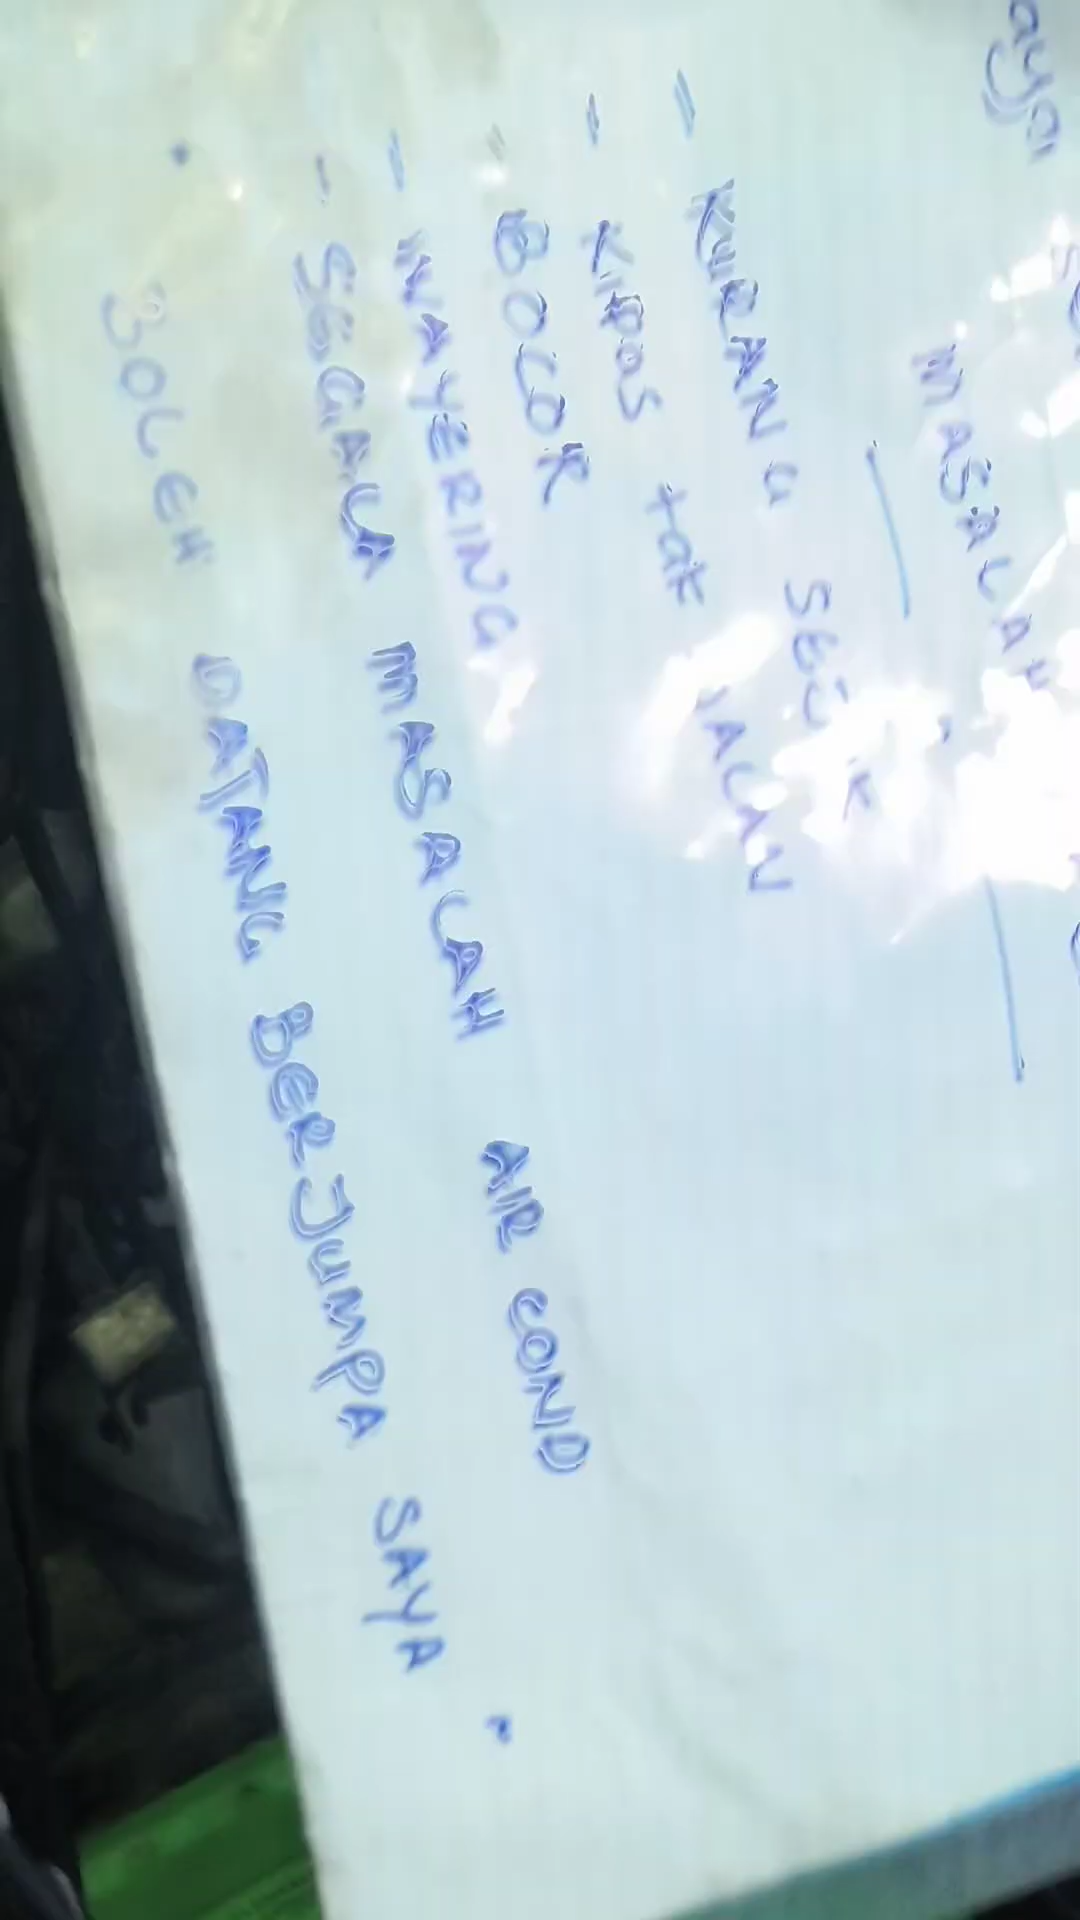 MASALAH
- KURANG SEJUK
- KIPAS tak JALAN
- BOCOR
- WAYERING
- SEGALA MASALAH AIR COND
• BOLEH DATANG BERJUMPA SAYA .